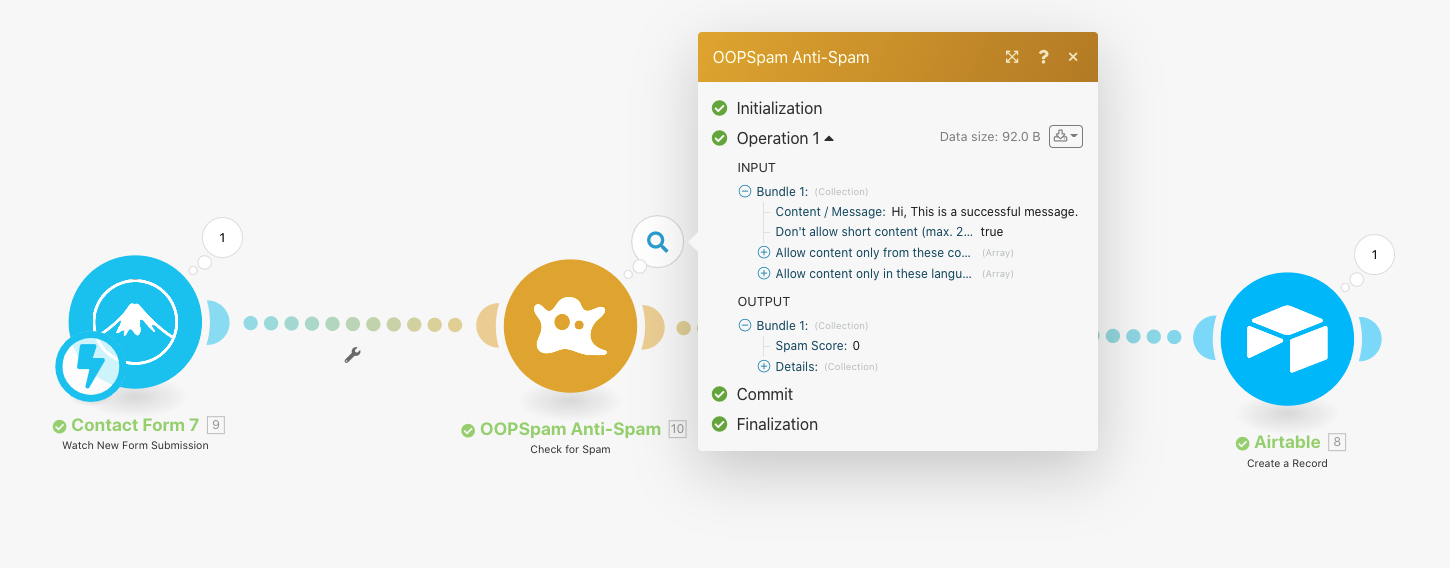 OOPSpam Anti-Spam ?
Initialization
Operation 1 Data size: 92.0 B
INPUT
Bundle 1: (Collection)
Content / Message: Hi, This is a successful message.
Don't allow short content (max. 2... true
Allow content only from these co... (Array)
Allow content only in these langu... (Array)
OUTPUT
Bundle 1: (Collection)
Spam Score: 0
Details: (Collection)
Commit
Finalization
1
Contact Form 7 9
Watch New Form Submission
OOPSpam Anti-Spam 10
Check for Spam
1
Airtable 8
Create a Record